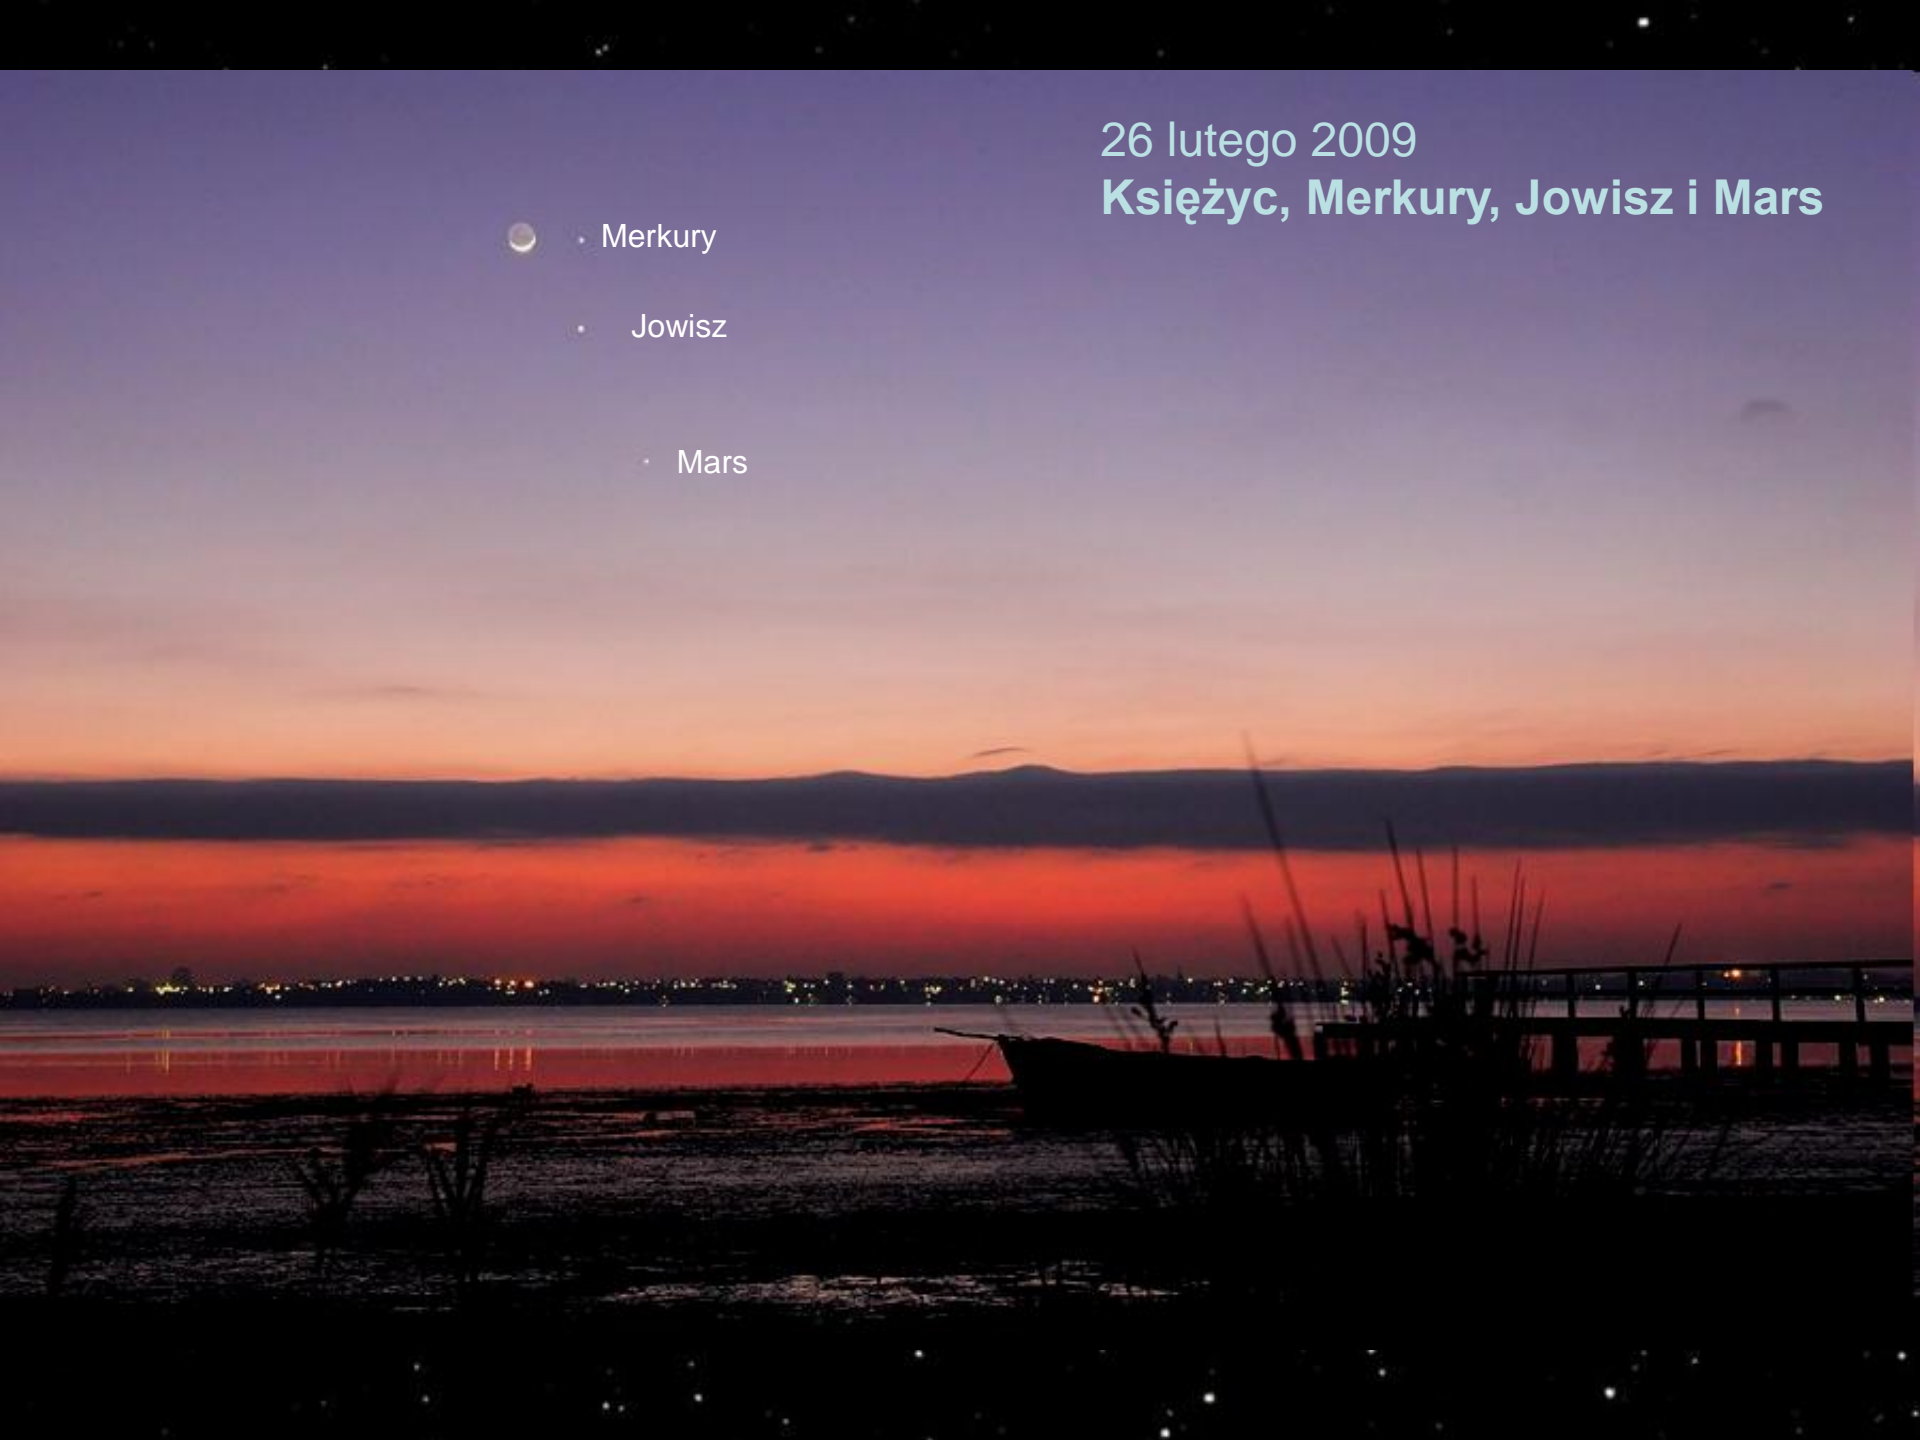 26 lutego 2009
Księżyc, Merkury, Jowisz i Mars
Merkury
Jowisz
Mars